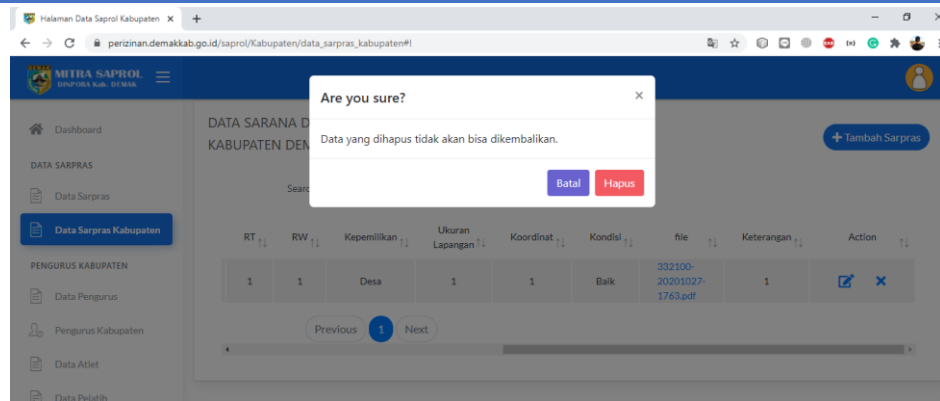 Halaman Data Saprol Kabupaten
perizinan.demakkab.go.id/saprol/Kabupaten/data_sarpras_kabupaten#!
MITRA SAPROL
DINPORA Kab. DEMAK
Are you sure?
Data yang dihapus tidak akan bisa dikembalikan.
Batal Hapus
Dashboard
DATA SARPRAS
Data Sarpras
Data Sarpras Kabupaten
PENGURUS KABUPATEN
Data Pengurus
Pengurus Kabupaten
Data Atlet
Data Pelatih
DATA SARANA D
KABUPATEN DEM
+ Tambah Sarpras
Searc
RT RW Kepemilikan Ukuran Lapangan Koordinat Kondisi file Keterangan Action
1 1 Desa 1 1 Baik 332100-20201027-1763.pdf 1
Previous 1 Next